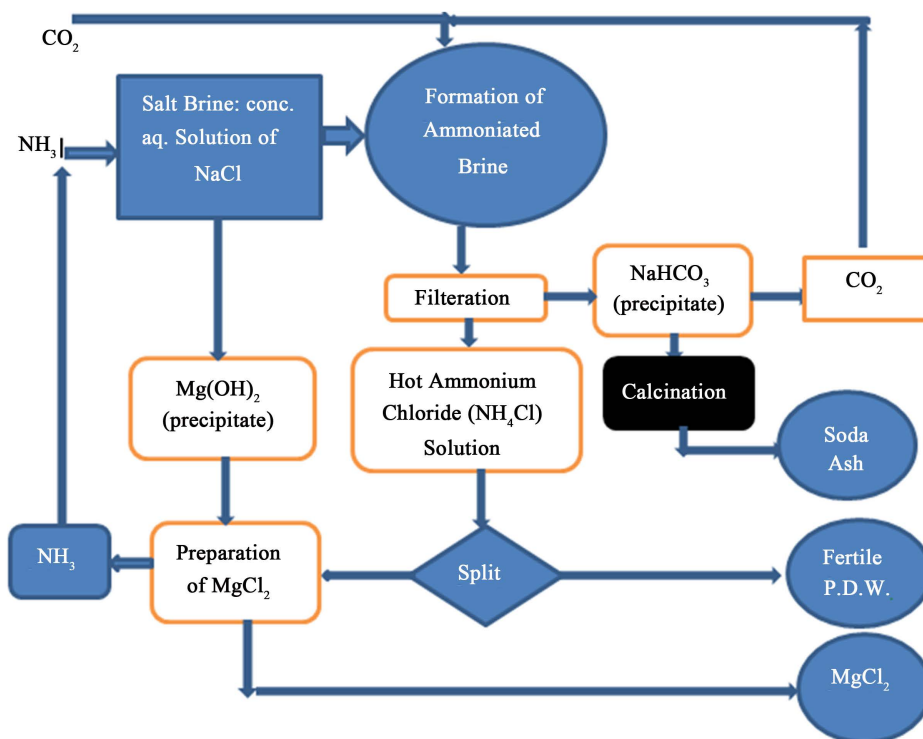 CO₂
NH₃
Salt Brine: conc.
aq. Solution of
NaCl
Formation of
Ammoniated
Brine
Filteration
NaHCO₃
(precipitate)
CO₂
Mg(OH)₂
(precipitate)
Hot Ammonium
Chloride (NH₄Cl)
Solution
Calcination
Soda
Ash
NH₃
Preparation
of MgCl₂
Split
Fertile
P.D.W.
MgCl₂